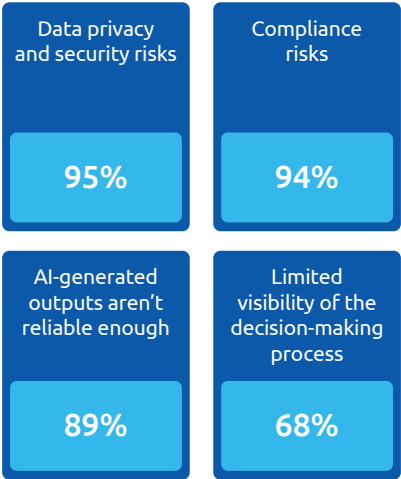 Data privacy
and security risks
95%
Compliance
risks
94%
AI-generated
outputs aren’t
reliable enough
89%
Limited
visibility of the
decision-making
process
68%